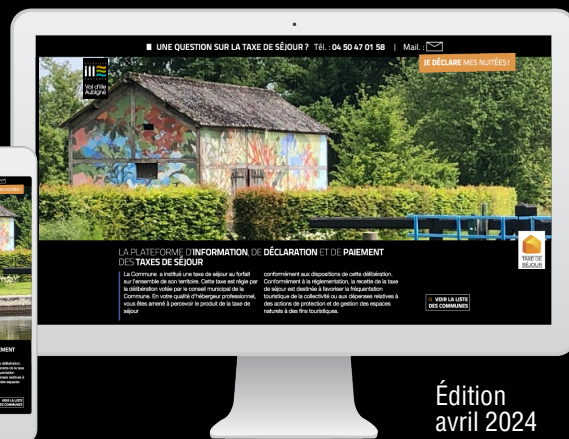 UNE QUESTION SUR LA TAXE DE SÉJOUR ? Tél. : 04 50 47 01 58 | Mail. :
JE DÉCLARE MES NUITÉES !
Val d'Ille
Aubigné
LA PLATEFORME D'INFORMATION, DE DÉCLARATION ET DE PAIEMENT
DES TAXES DE SÉJOUR
La Commune a institué une taxe de séjour au forfait
sur l'ensemble de son territoire. Cette taxe est régie par
la délibération votée par le conseil municipal de la
Commune. En votre qualité d'hébergeur professionnel,
vous êtes amené à percevoir le produit de la taxe de
séjour
conformément aux dispositions de cette délibération.
Conformément à la réglementation, la recette de la taxe
de séjour est destinée à favoriser la fréquentation
touristique de la collectivité ou aux dépenses relatives à
des actions de protection et de gestion des espaces
naturels à des fins touristiques.
TAXE DE
SÉJOUR
VOIR LA LISTE
DES COMMUNES
VOIR LA LISTE
DES COMMUNES
Édition
avril 2024